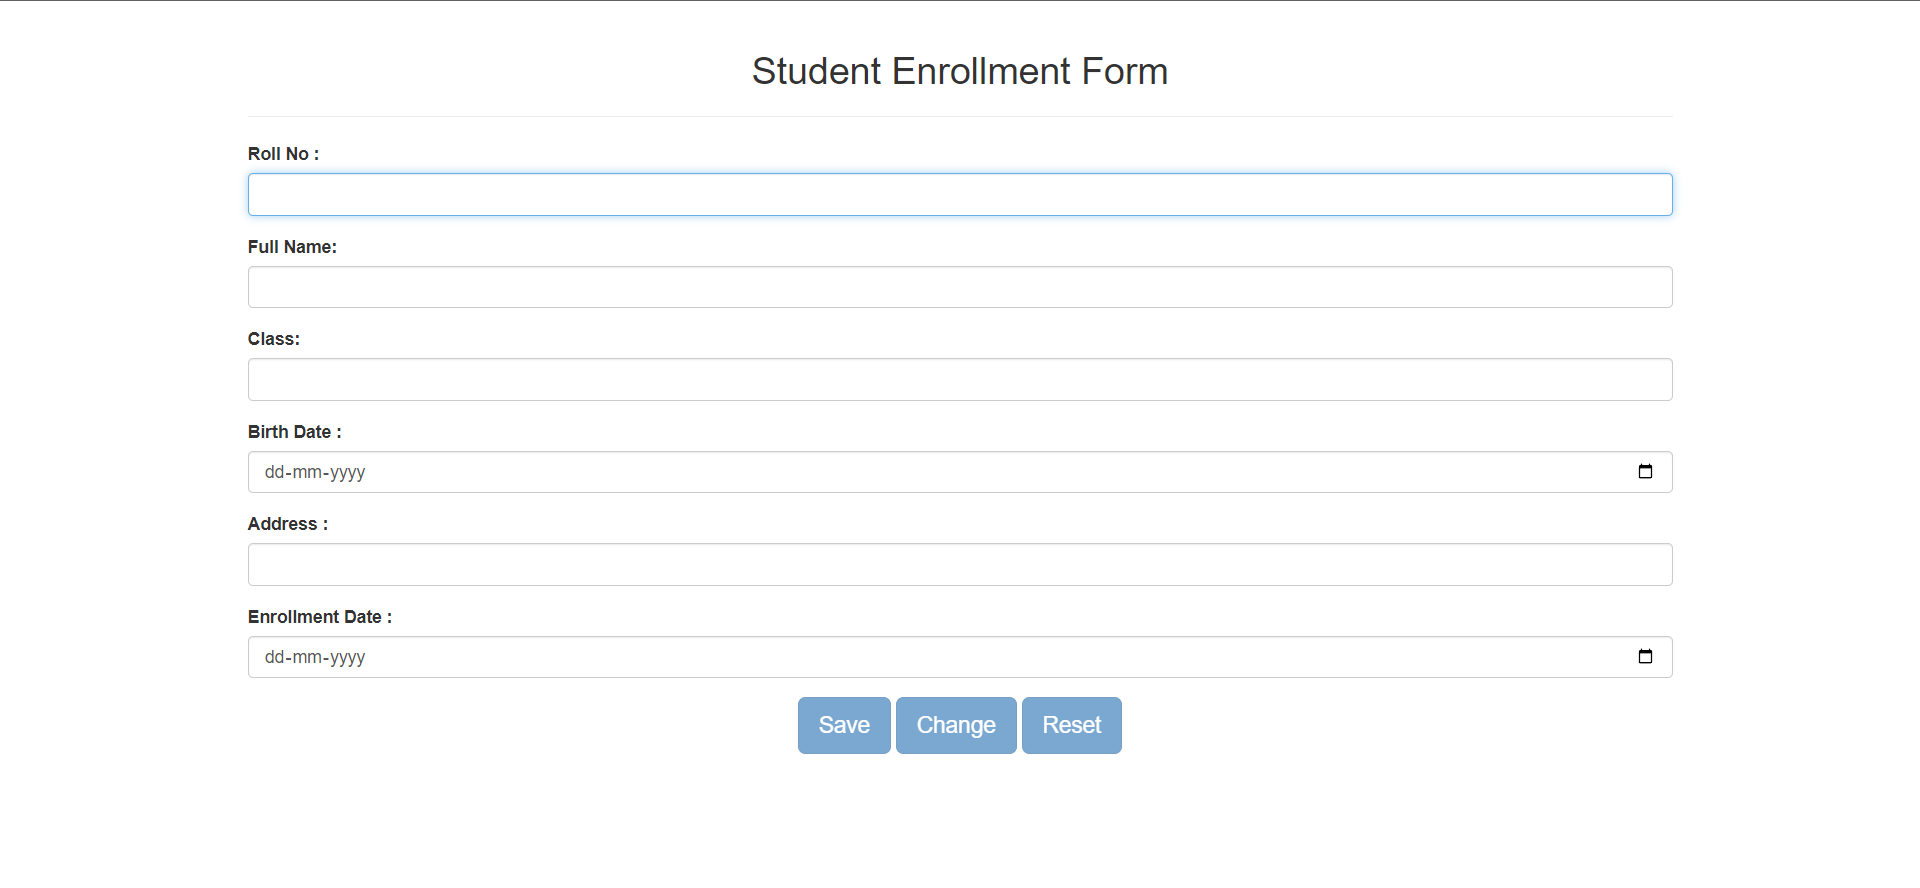 Student Enrollment Form
Roll No :
Full Name:
Class:
Birth Date :
dd-mm-yyyy
Address :
Enrollment Date :
dd-mm-yyyy
Save Change Reset